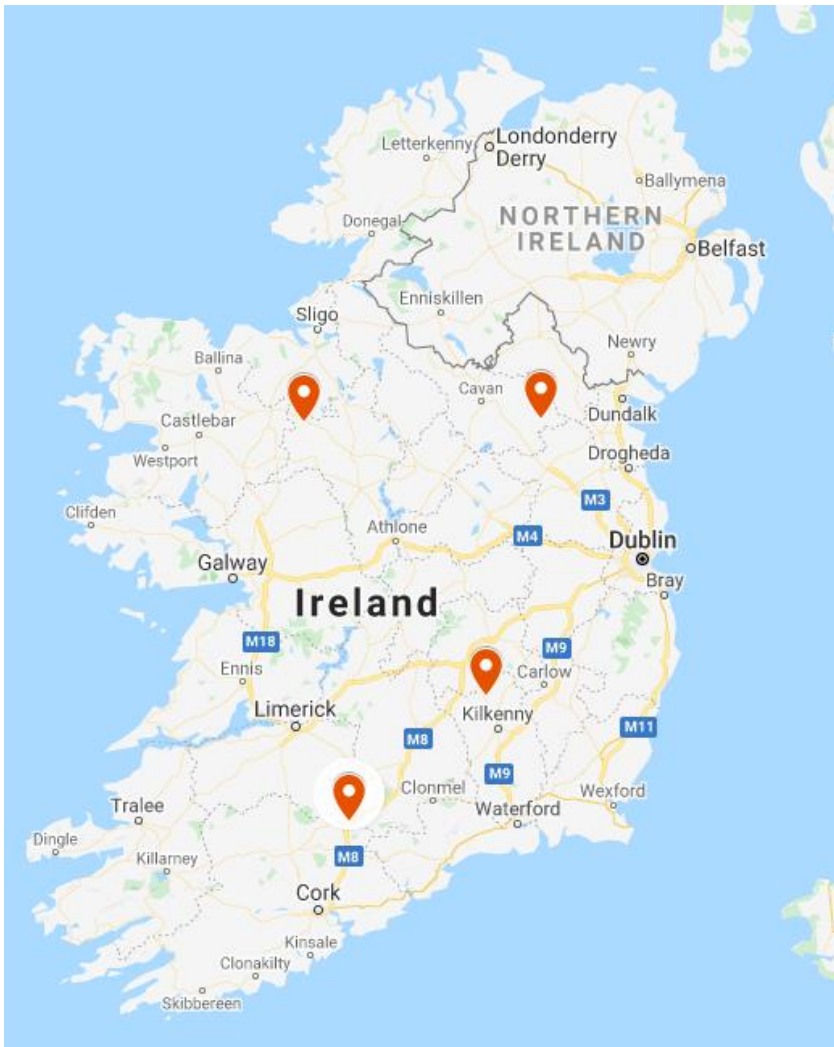 Letterkenny
Londonderry
Derry
Ballymena
Donegal
NORTHERN
IRELAND
Belfast
Enniskillen
Sligo
Newry
Ballina
Cavan
Dundalk
Castlebar
Westport
Drogheda
M3
Clifden
Athlone
M4
Dublin
Galway
Bray
Ireland
M18
M9
Ennis
Carlow
Limerick
Kilkenny
M11
M8
M9
Clonmel
Wexford
Tralee
Waterford
Dingle
Killarney
M8
Cork
Kinsale
Clonakilty
Skibbereen